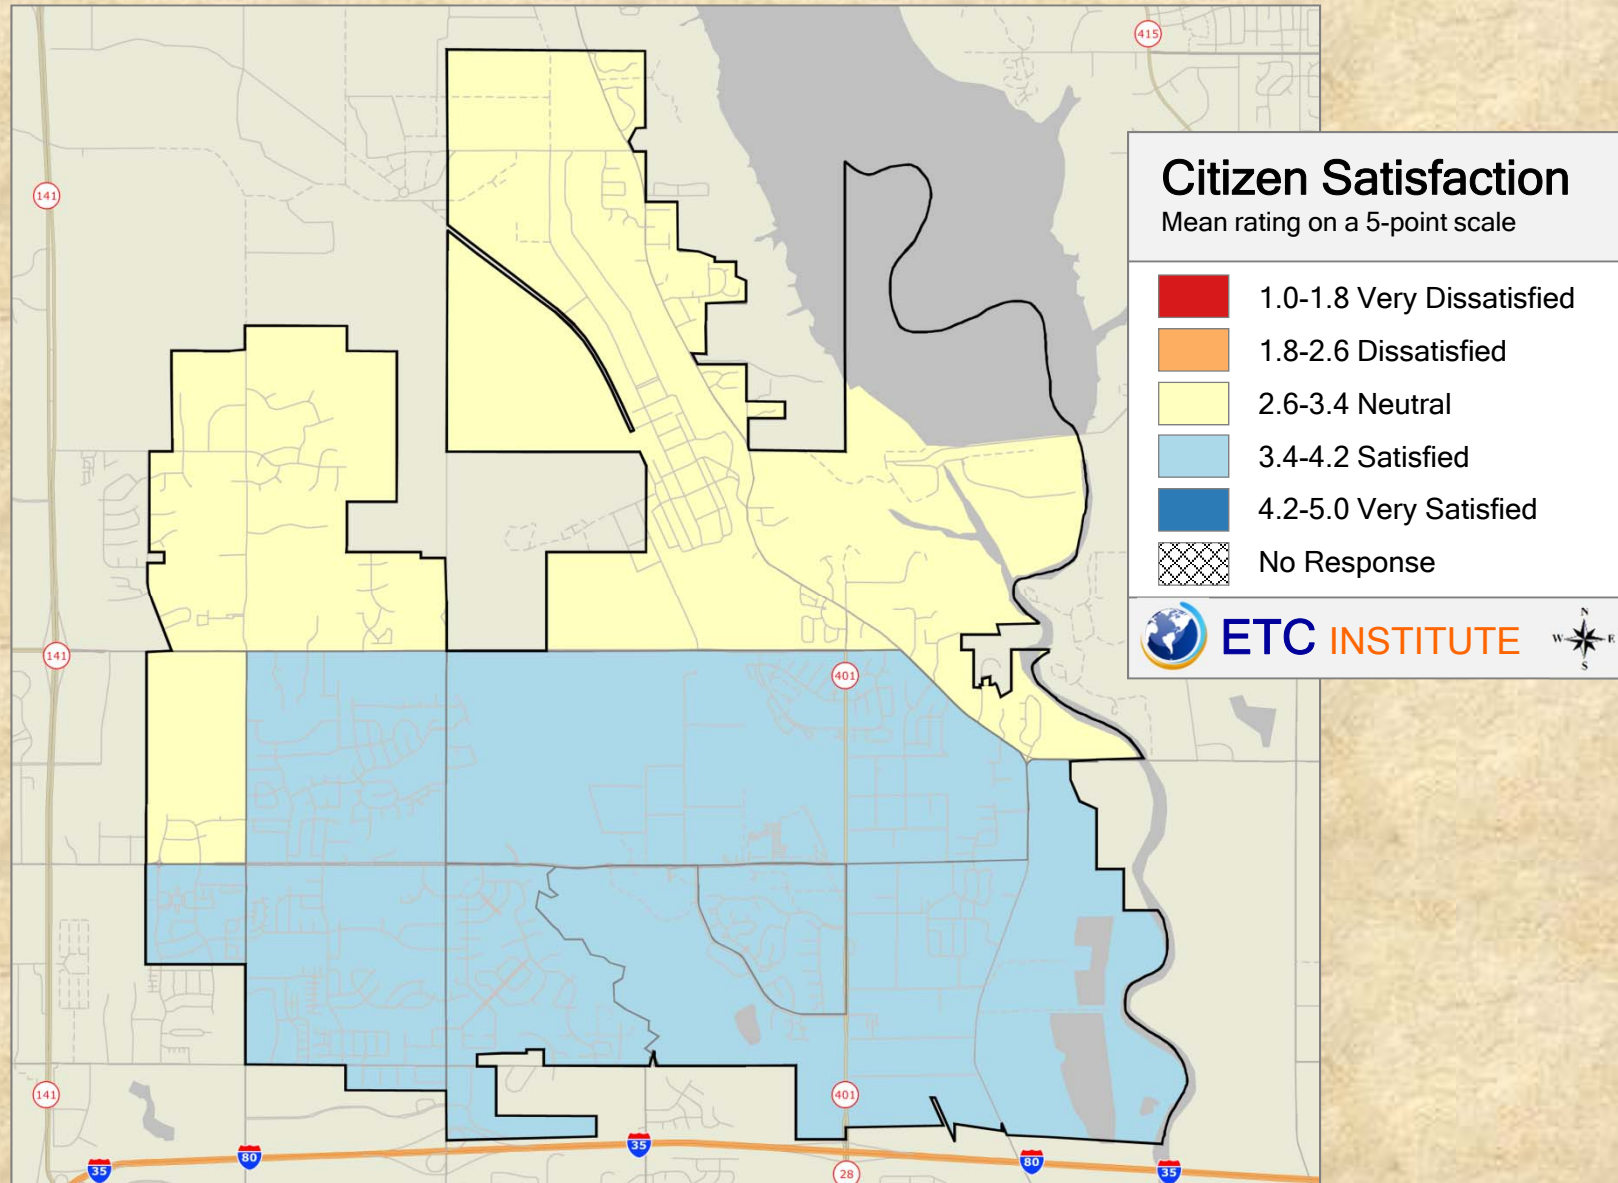 415
141
Citizen Satisfaction
Mean rating on a 5-point scale
1.0-1.8 Very Dissatisfied
1.8-2.6 Dissatisfied
2.6-3.4 Neutral
3.4-4.2 Satisfied
4.2-5.0 Very Satisfied
No Response
ETC INSTITUTE
N
W E
S
141
401
141
401
35
80
35
80
35
28